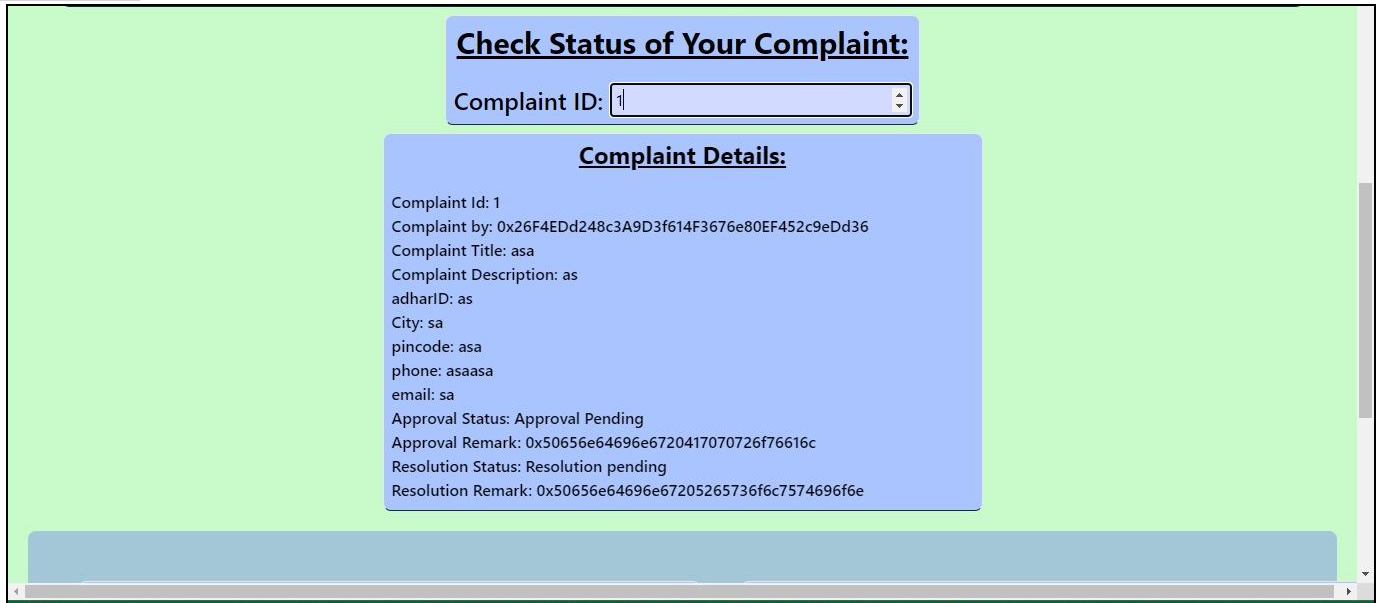 Check Status of Your Complaint:
Complaint ID: 1
Complaint Details:
Complaint Id: 1
Complaint by: 0x26F4EDd248c3A9D3f614F3676e80EF452c9eDd36
Complaint Title: asa
Complaint Description: as
adharID: as
City: sa
pincode: asa
phone: asaasa
email: sa
Approval Status: Approval Pending
Approval Remark: 0x50656e64696e6720417070726f76616c
Resolution Status: Resolution pending
Resolution Remark: 0x50656e64696e67205265736f6c7574696f6e